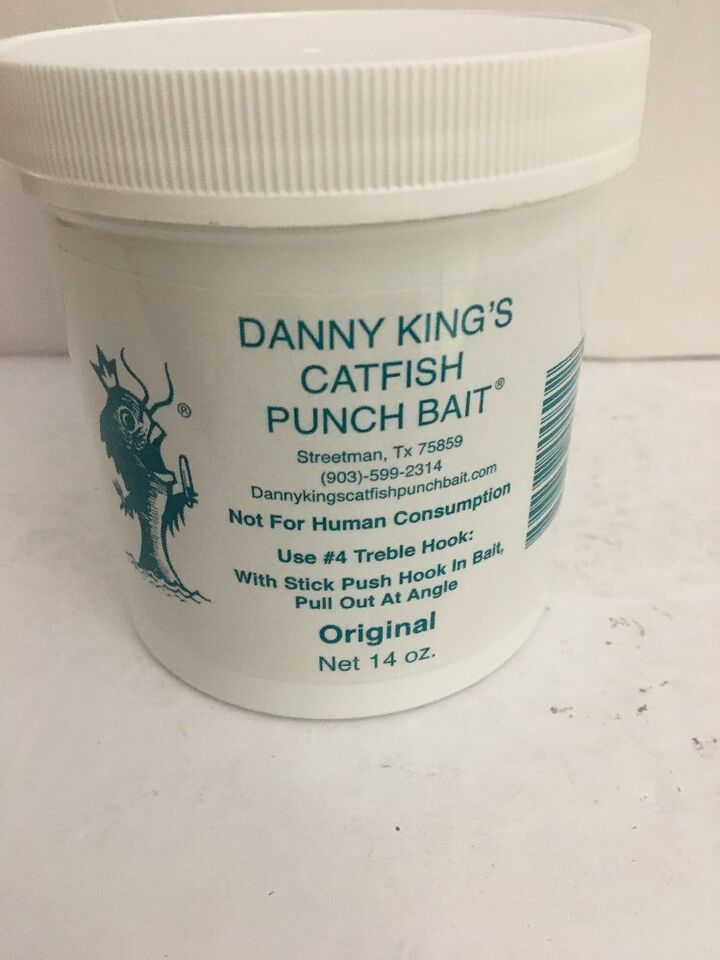 DANNY KING'S
CATFISH
PUNCH BAIT®
Streetman, Tx 75859
(903)-599-2314
Dannykingscatfishpunchbait.com
Not For Human Consumption
Use #4 Treble Hook:
With Stick Push Hook In Bait,
Pull Out At Angle
Original
Net 14 oz.
®